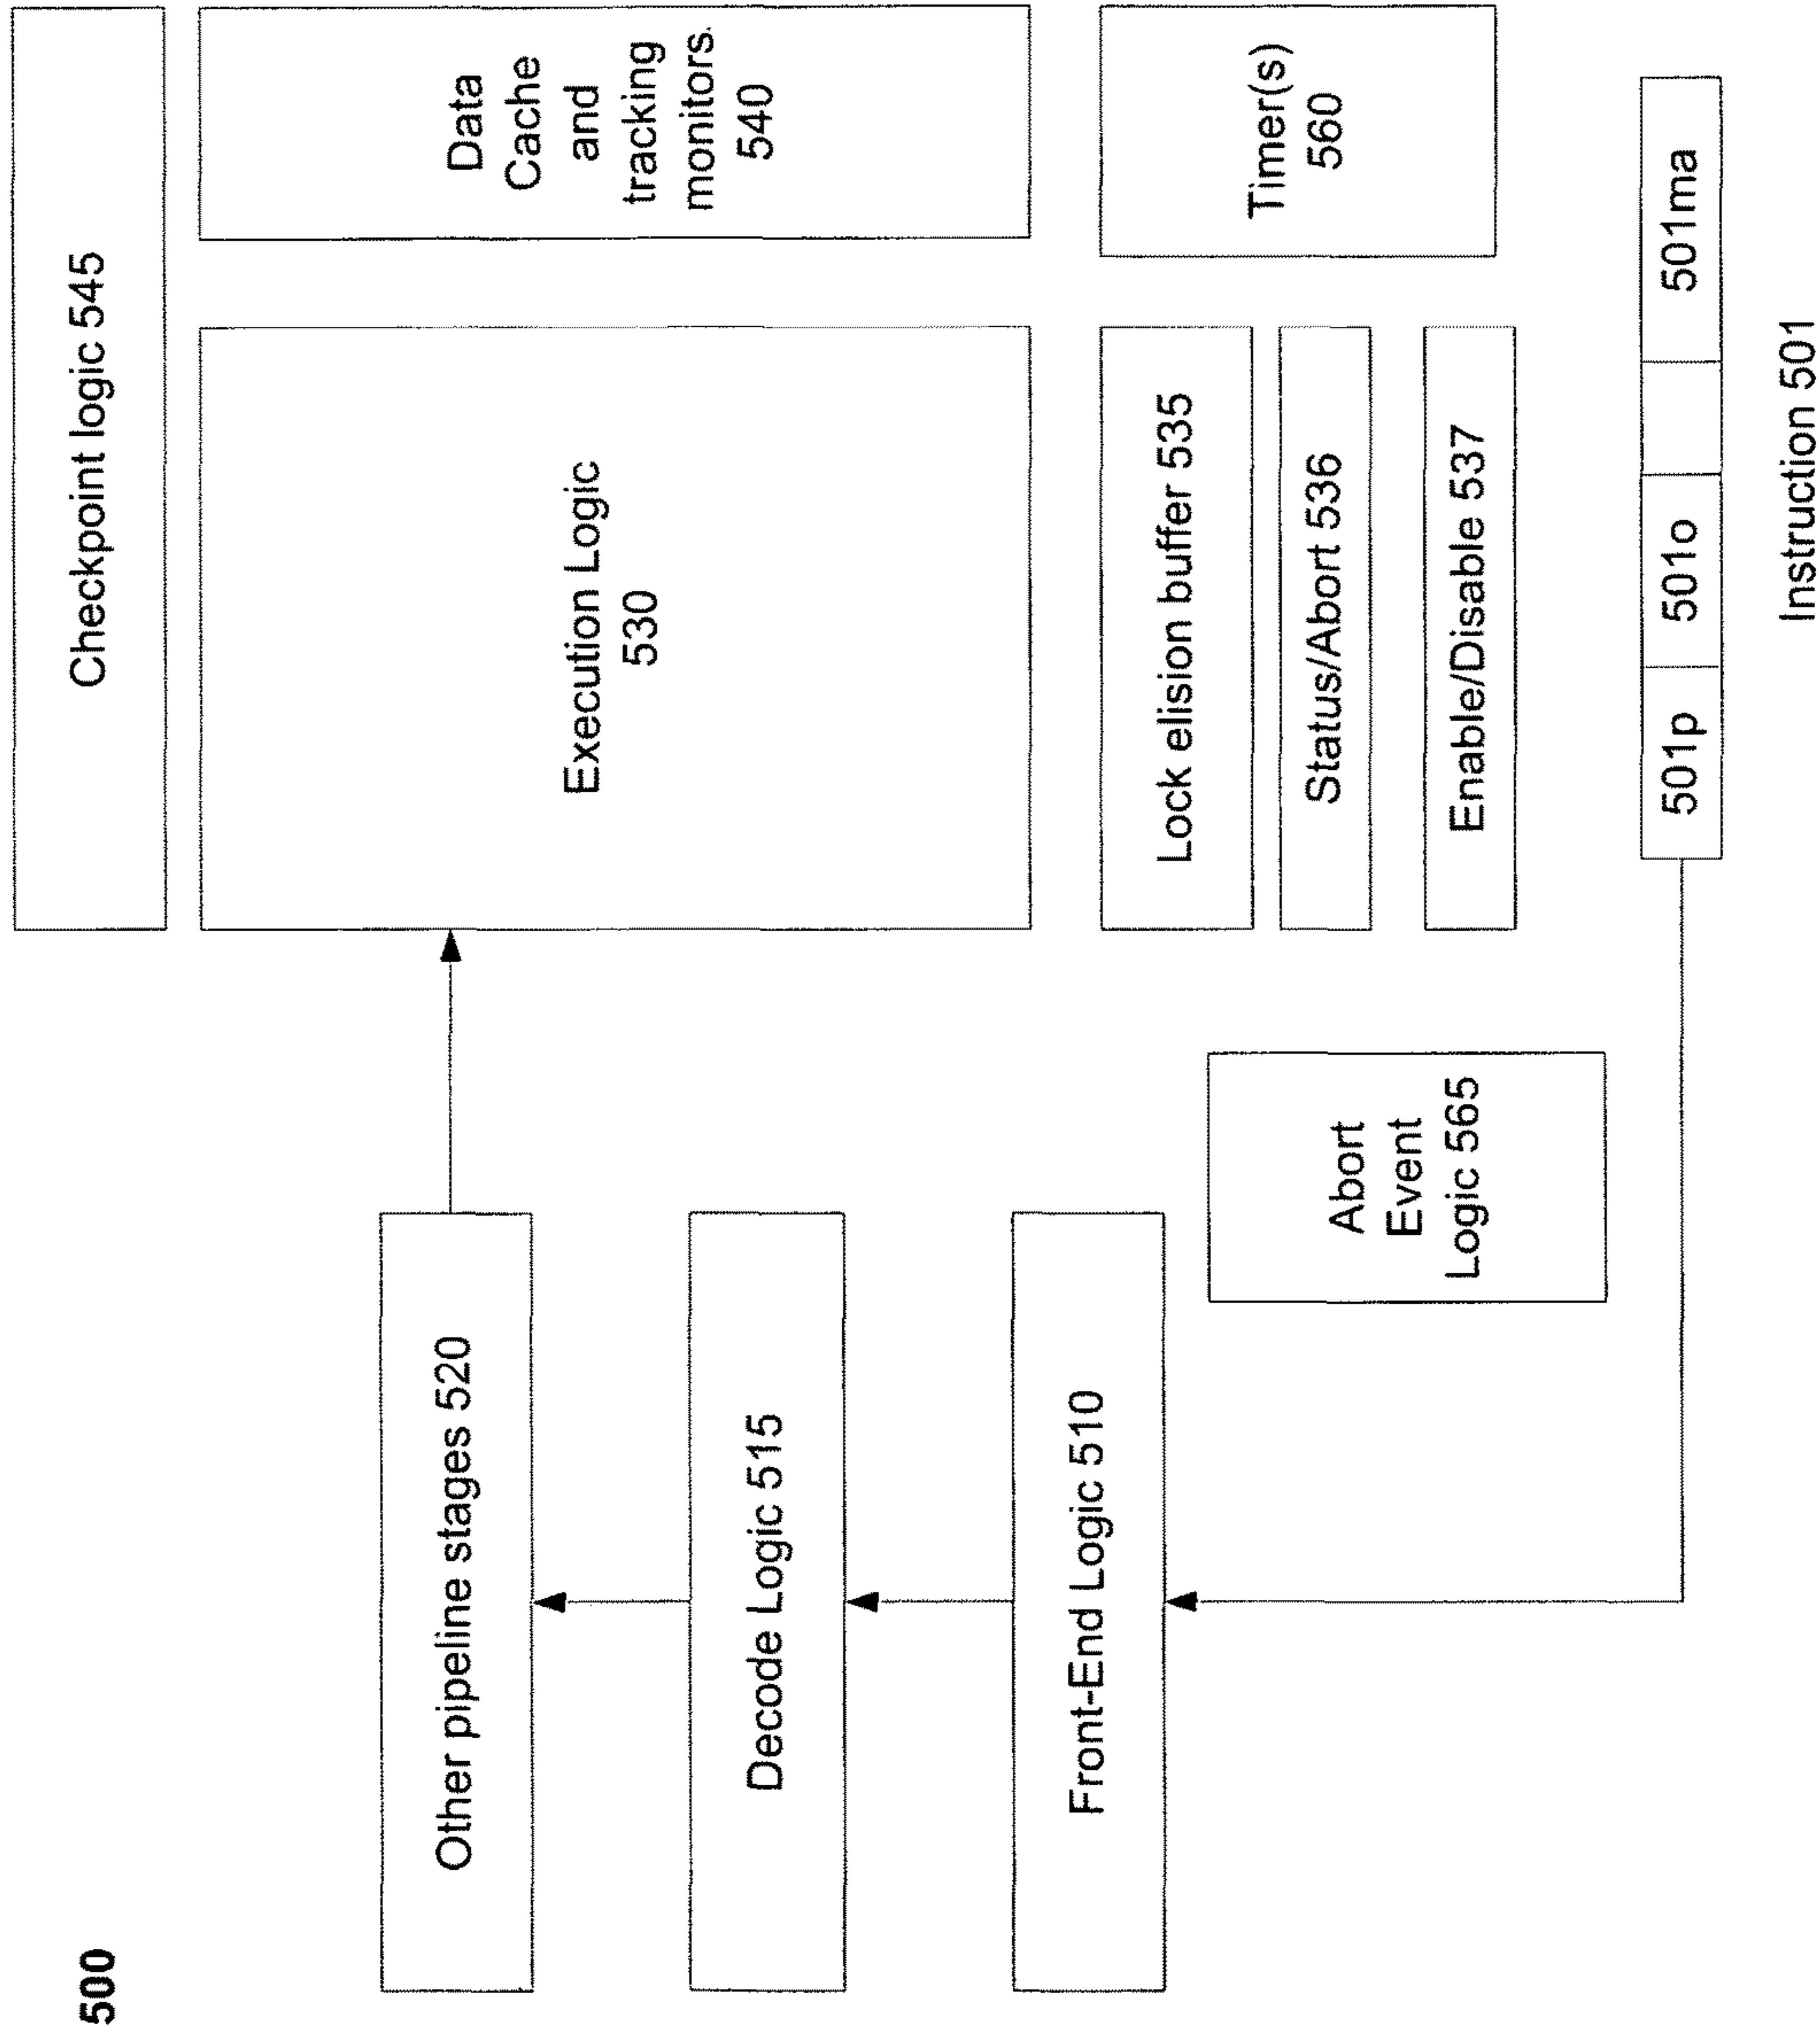 500
Checkpoint logic 545
Other pipeline stages 520
Execution Logic
530
Data
Cache
and
tracking
monitors.
540
Decode Logic 515
Front-End Logic 510
Lock elision buffer 535
Status/Abort 536
Enable/Disable 537
Timer(s)
560
Abort
Event
Logic 565
501p 501o 501ma
Instruction 501